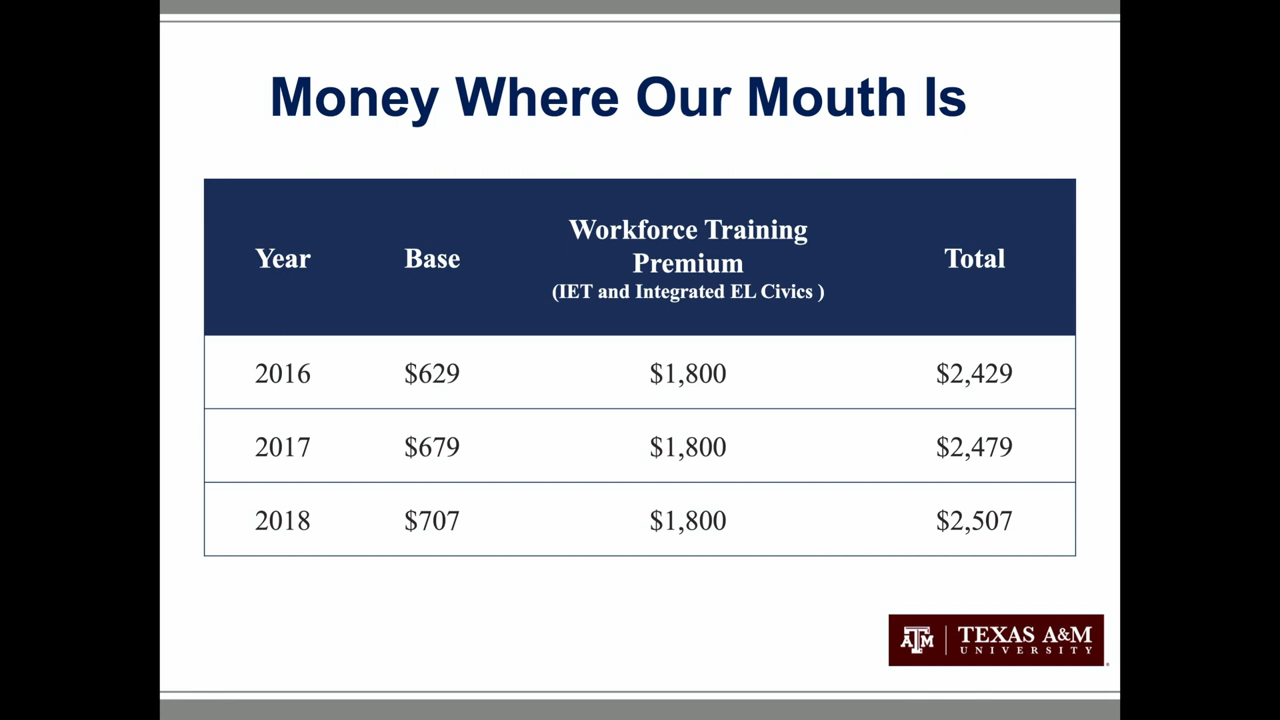 Money Where Our Mouth Is
Year Base Workforce Training Premium (IET and Integrated EL Civics ) Total
2016 $629 $1,800 $2,429
2017 $679 $1,800 $2,479
2018 $707 $1,800 $2,507
ATM TEXAS A&M
UNIVERSITY